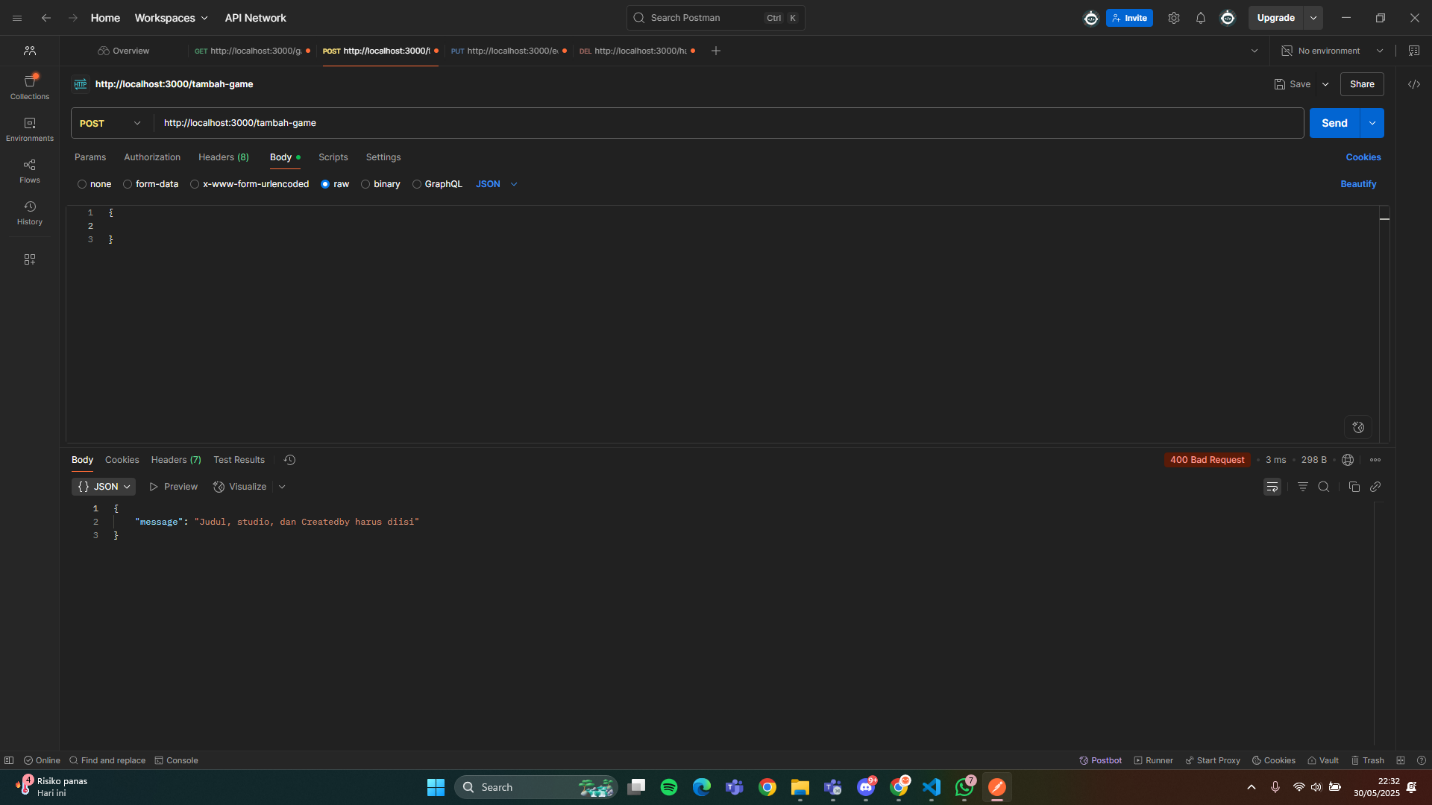 Home Workspaces API Network Search Postman Ctrl K Invite Upgrade
Overview GET http://localhost:3000/g POST http://localhost:3000/t PUT http://localhost:3000/e DEL http://localhost:3000/h No environment
HTTP http://localhost:3000/tambah-game Save Share
Collections
POST http://localhost:3000/tambah-game Send
Environments
Params Authorization Headers (8) Body Scripts Settings Cookies
Flows
none form-data x-www-form-urlencoded raw binary GraphQL JSON Beautify
History
1 {
2
3 }
Body Cookies Headers (7) Test Results 400 Bad Request 3 ms 298 B
{} JSON Preview Visualize
1 {
2 "message": "Judul, studio, dan Createdby harus diisi"
3 }
Online Find and replace Console Postbot Runner Start Proxy Cookies Vault Trash
4 Risiko panas
Hari ini
Search
9+
7
22:32
30/05/2025